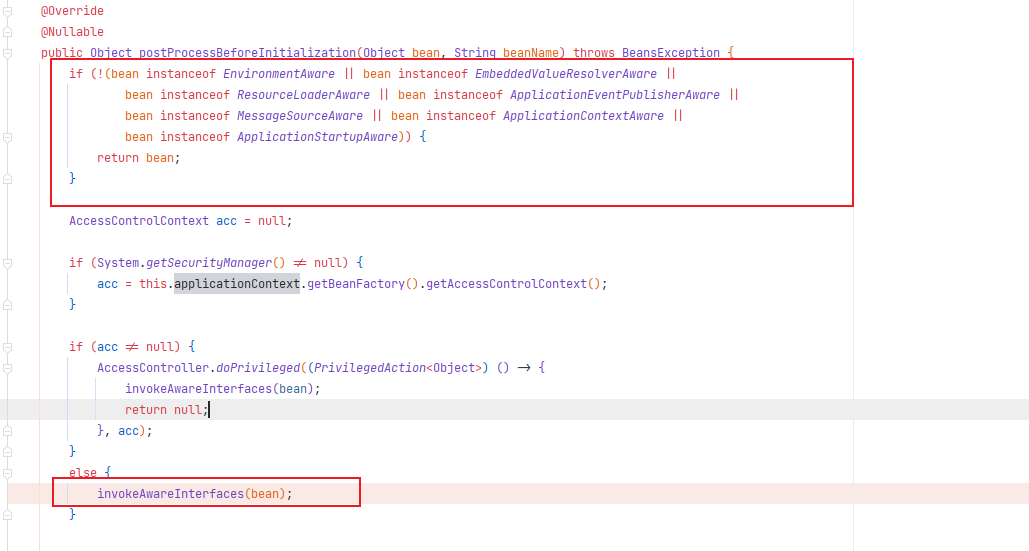 @Override
@Nullable
public Object postProcessBeforeInitialization(Object bean, String beanName) throws BeansException {
if (!(bean instanceof EnvironmentAware || bean instanceof EmbeddedValueResolverAware ||
bean instanceof ResourceLoaderAware || bean instanceof ApplicationEventPublisherAware ||
bean instanceof MessageSourceAware || bean instanceof ApplicationContextAware ||
bean instanceof ApplicationStartupAware)) {
return bean;
}
AccessControlContext acc = null;
if (System.getSecurityManager() != null) {
acc = this.applicationContext.getBeanFactory().getAccessControlContext();
}
if (acc != null) {
AccessController.doPrivileged((PrivilegedAction<Object>) () -> {
invokeAwareInterfaces(bean);
return null;
}, acc);
}
else {
invokeAwareInterfaces(bean);
}